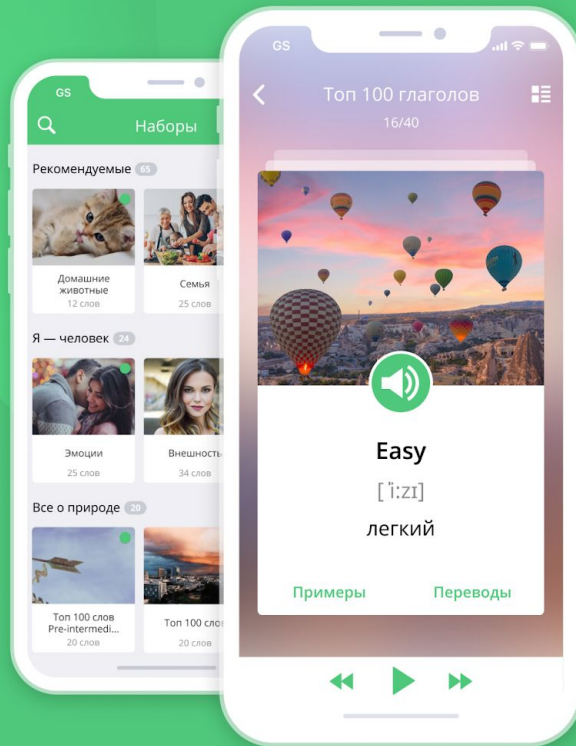 GS
Наборы
Рекомендуемые 65
Домашние
животные
12 слов
Семья
25 слов
Я — человек 24
Эмоции
25 слов
Внешность
34 слов
Все о природе 20
Топ 100 слов
Pre-intermedi...
20 слов
Топ 100 сло
20 слов
GS
Топ 100 глаголов
16/40
Easy
['i:zɪ]
легкий
Примеры
Переводы